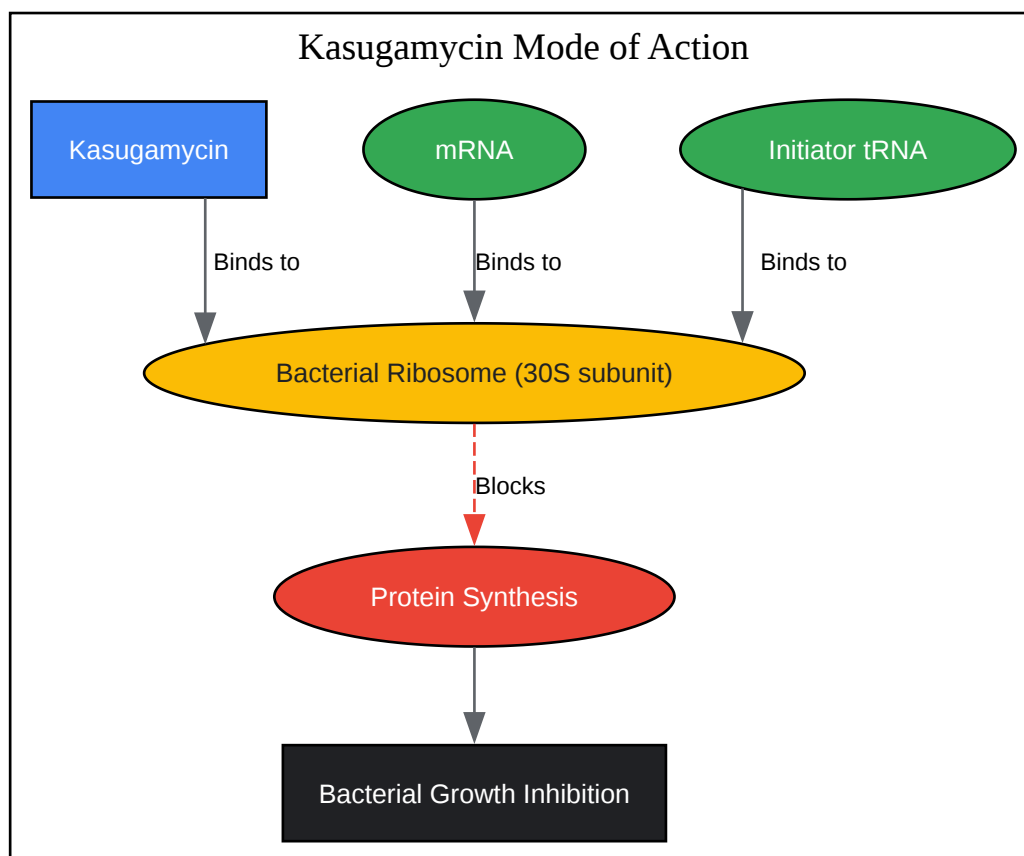 Kasugamycin Mode of Action
Kasugamycin
mRNA
Initiator tRNA
Binds to
Binds to
Binds to
Bacterial Ribosome (30S subunit)
Blocks
Protein Synthesis
Bacterial Growth Inhibition